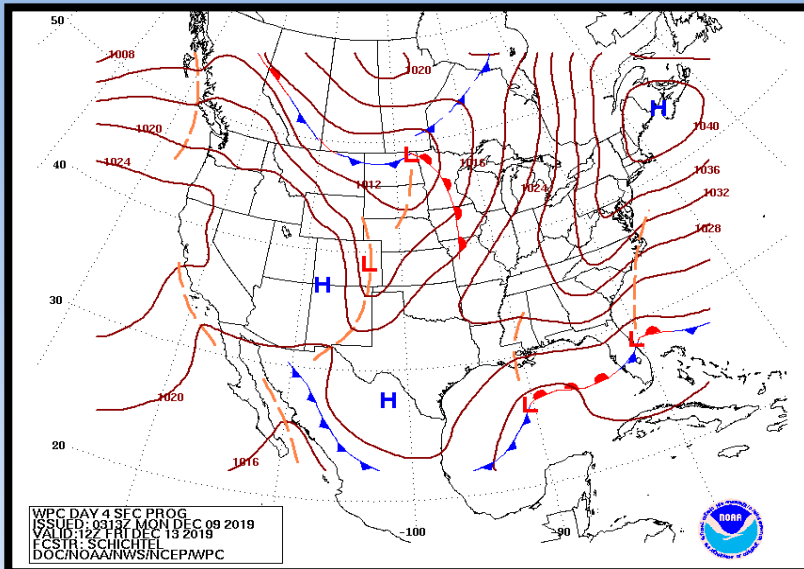 50
1008
1020
H
1040
1020
40
L
1016
1036
1024
1012
1024
1032
1028
L
H
30
L
H
L
1020
20
1016
WPC DAY 4 SEC PROG
ISSUED: 0313Z MON DEC 09 2019
VALID: 12Z FRI DEC 13 2019
FCSTR: SCHICHTEL
DOC/NOAA/NWS/NCEP/WPC
-100
-90
NOAA